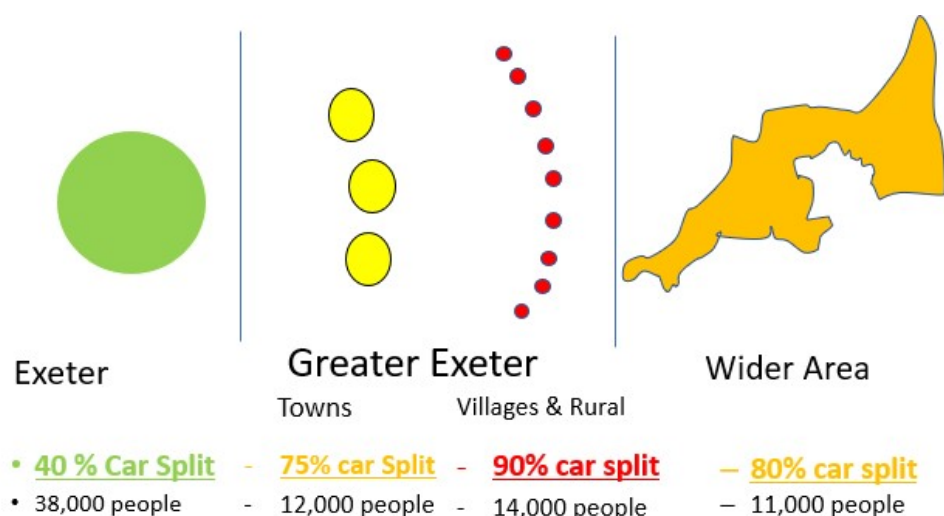 Exeter
Greater Exeter
Towns
Villages & Rural
Wider Area
• 40 % Car Split
• 38,000 people
- 75% car Split
- 12,000 people
- 90% car split
- 14,000 people
– 80% car split
– 11,000 people